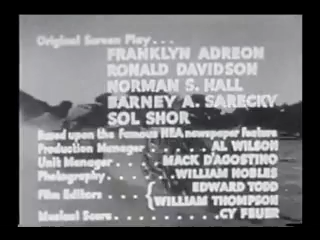 Original Screen Play...
FRANKLYN ADREON
RONALD DAVIDSON
NORMAN S. HALL
BARNEY A. SARECKY
SOL SHOR
Based upon the famous NEA newspaper feature
Production Manager ........ AL WILSON
Unit Manager ....... MACK D'AGOSTINO
Photography ......... WILLIAM NOBLES
Film Editors .... { EDWARD TODD
WILLIAM THOMPSON
Musical Score ......... CY FEUER